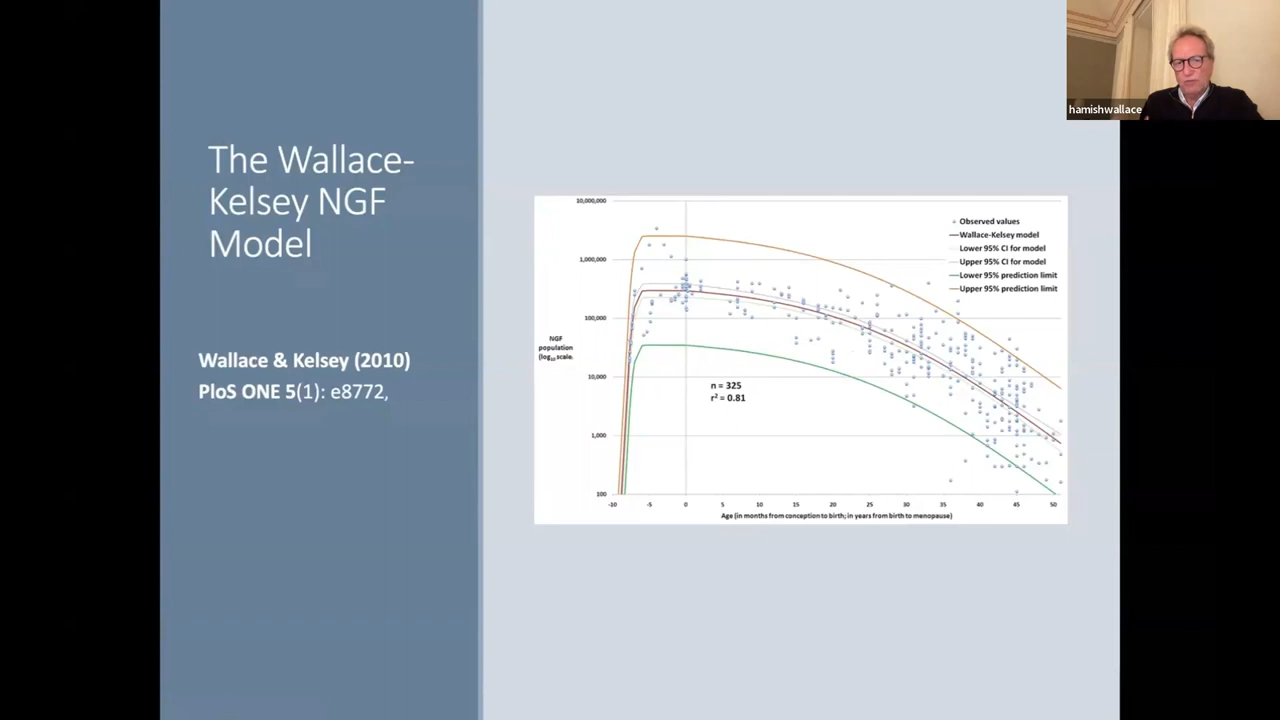 The Wallace-
Kelsey NGF
Model
Wallace & Kelsey (2010)
PloS ONE 5(1): e8772,
hamishwallace
10,000,000
1,000,000
100,000
10,000
1,000
100
NGF
population
(log10 scale)
Observed values
Wallace-Kelsey model
Lower 95% CI for model
Upper 95% CI for model
Lower 95% prediction limit
Upper 95% prediction limit
n = 325
r² = 0.81
-10 -5 0 5 10 15 20 25 30 35 40 45 50
Age (in months from conception to birth; in years from birth to menopause)